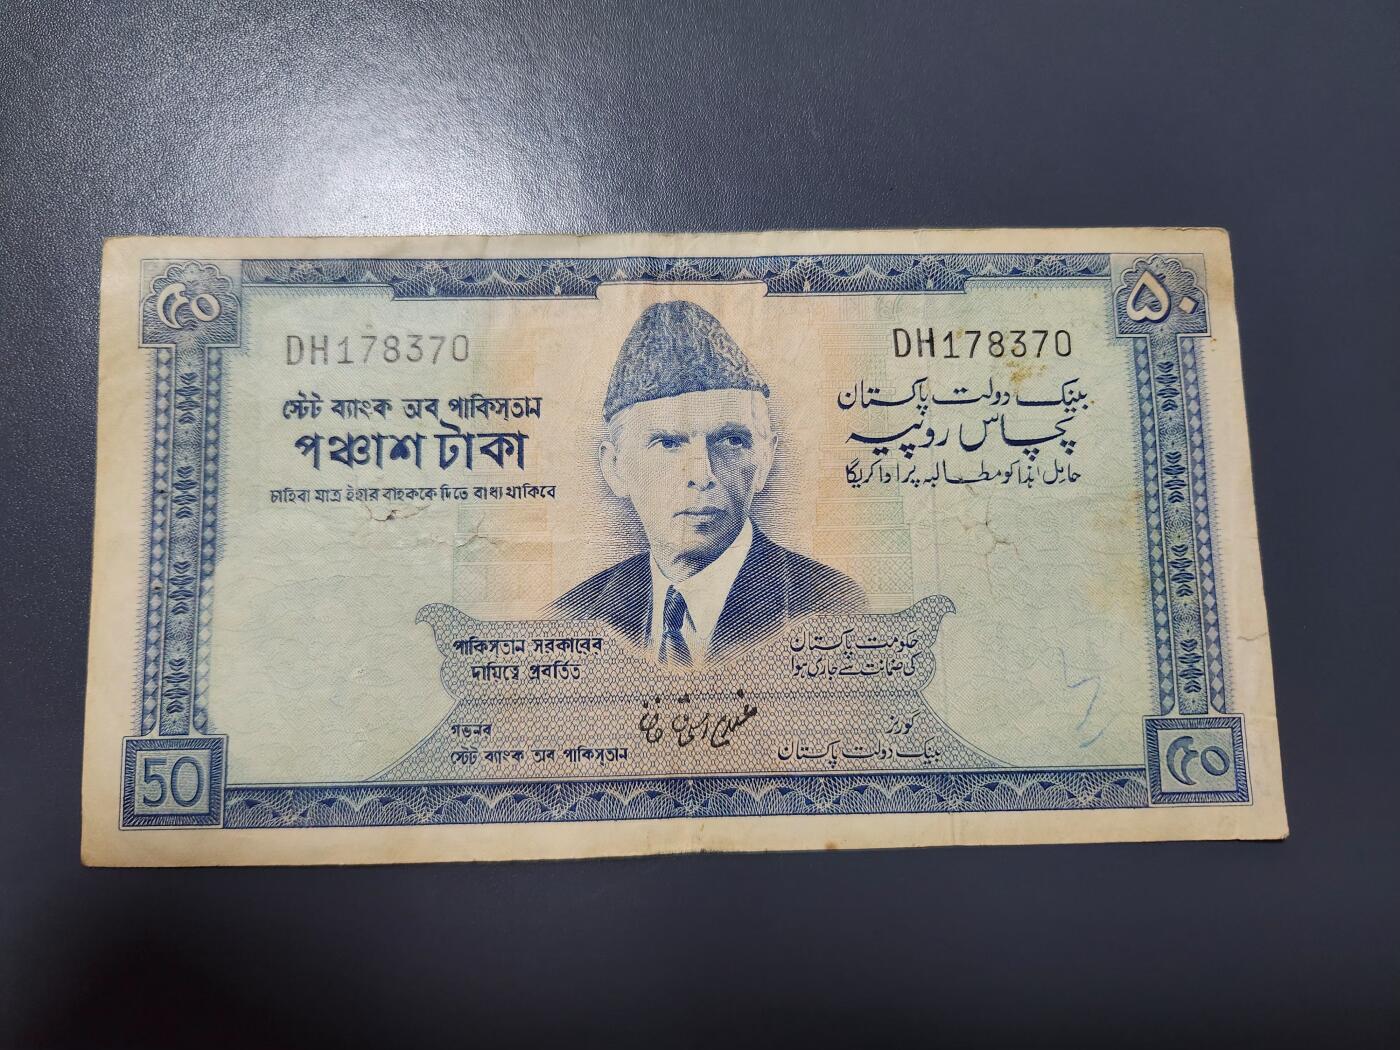 ৫০
۵۰
DH178370
DH178370
স্টেট ব্যাংক অব পাকিস্তান
পঞ্চাশ টাকা
চাহিবা মাত্র ইহার বাহককে দিতে বাধ্য থাকিবে
بینک دولت پاکستان
پچاس روپیہ
حامل ہذا کو مطالبہ پر ادا کریگا
পাকিস্তান সরকারের
দায়িত্বে প্রবর্তিত
حکومت پاکستان
کی ضمانت سے جاری ہوا
গভর্নর
স্টেট ব্যাংক অব পাকিস্তান
گورنر
بینک دولت پاکستان
50
৫০